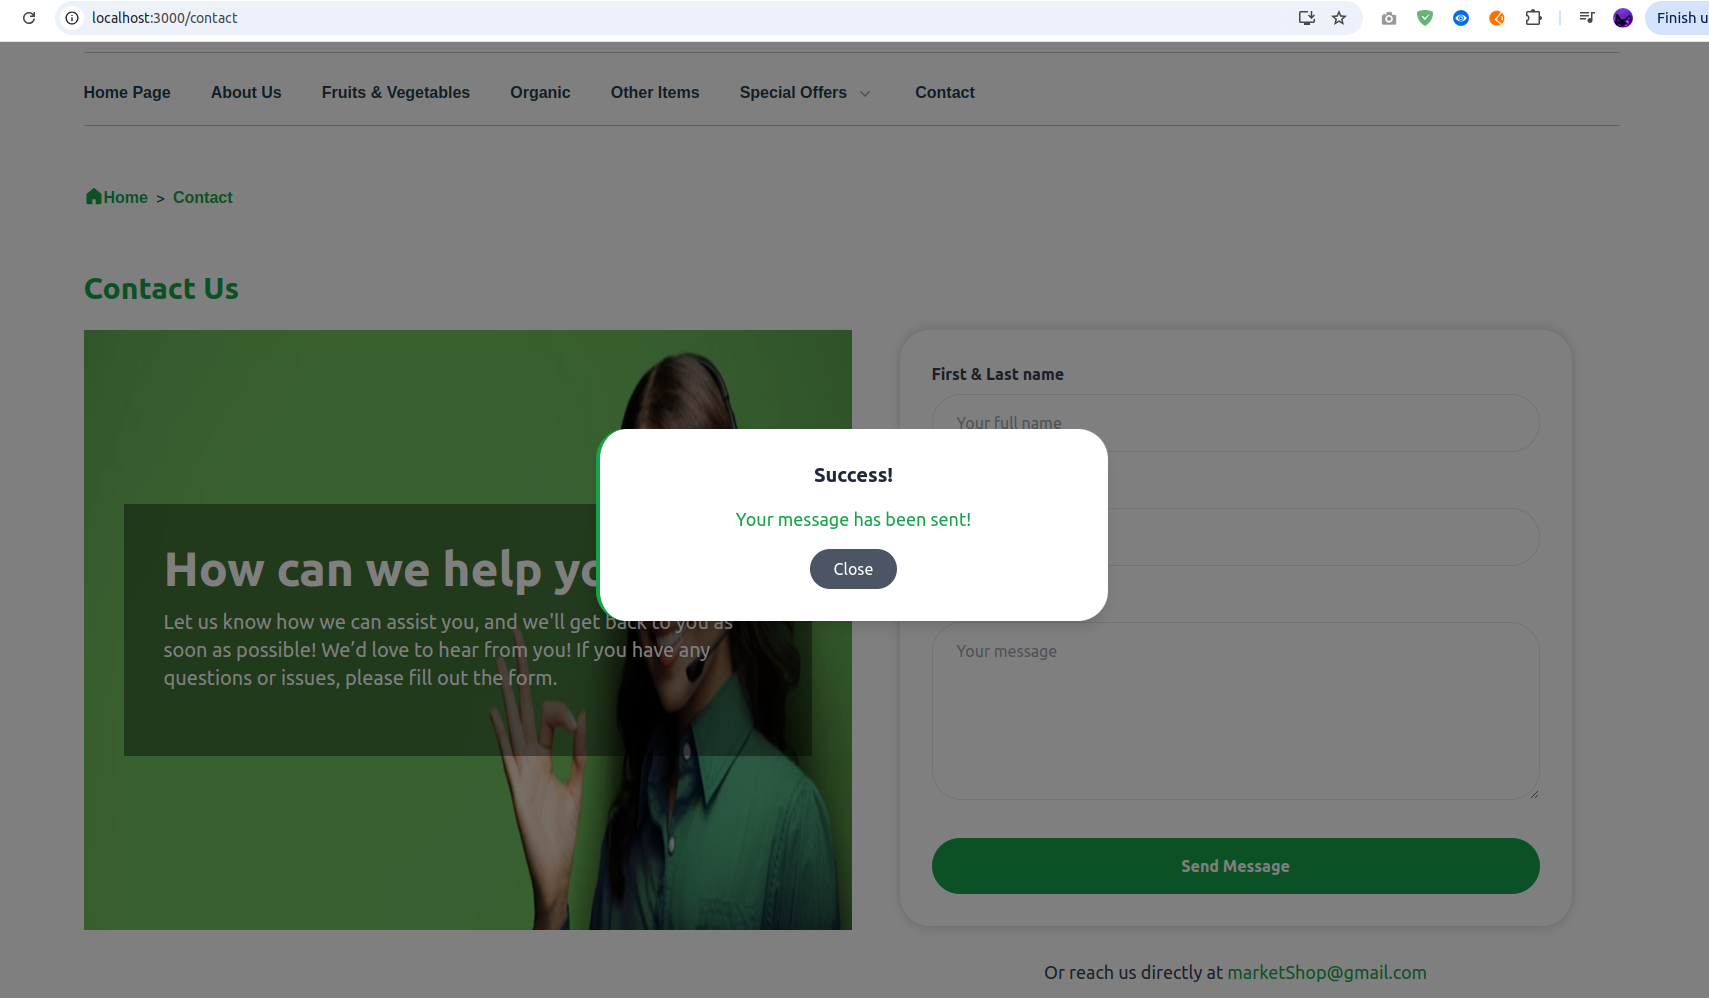 localhost:3000/contact
Finish u
Home Page About Us Fruits & Vegetables Organic Other Items Special Offers Contact
Home > Contact
Contact Us
How can we help yo
Let us know how we can assist you, and we'll get back to you as
soon as possible! We’d love to hear from you! If you have any
questions or issues, please fill out the form.
Success!
Your message has been sent!
Close
First & Last name
Your full name
Your message
Send Message
Or reach us directly at marketShop@gmail.com